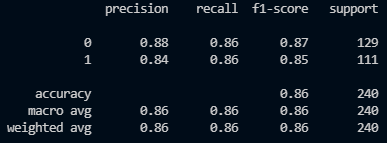 precision recall f1-score support
0 0.88 0.86 0.87 129
1 0.84 0.86 0.85 111
accuracy 0.86 240
macro avg 0.86 0.86 0.86 240
weighted avg 0.86 0.86 0.86 240